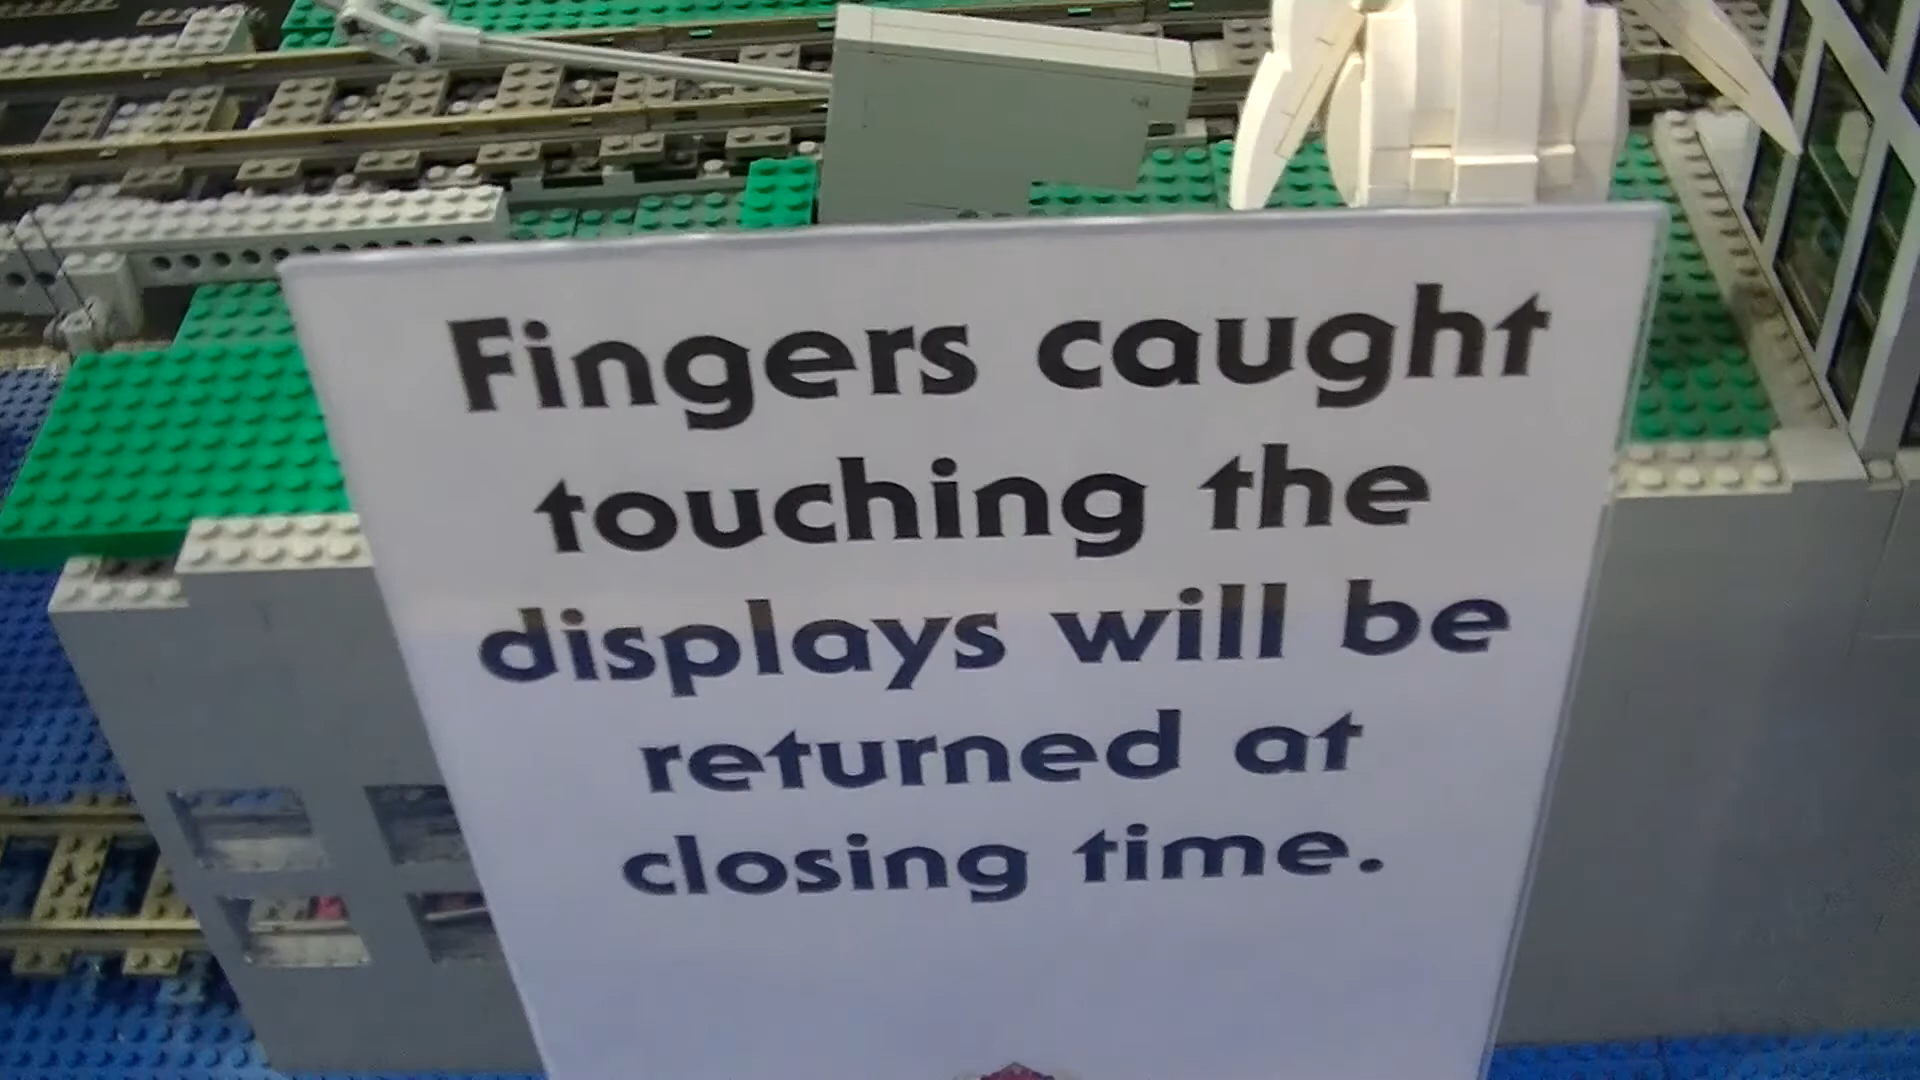 Fingers caught
touching the
displays will be
returned at
closing time.